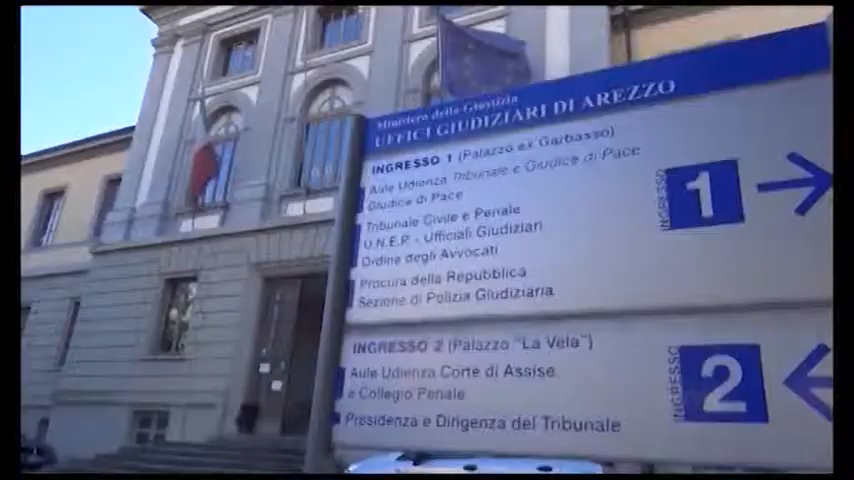 Ministero della Giustizia
UFFICI GIUDIZIARI DI AREZZO
INGRESSO 1 (Palazzo ex Garbasso)
Aule Udienza Tribunale e Giudice di Pace
Giudice di Pace
Tribunale Civile e Penale
U.N.E.P. - Ufficiali Giudiziari
Ordine degli Avvocati
Procura della Repubblica
Sezione di Polizia Giudiziaria
INGRESSO 1
INGRESSO 2 (Palazzo "La Vela")
Aule Udienza Corte di Assise
e Collegio Penale
Presidenza e Dirigenza del Tribunale
INGRESSO 2